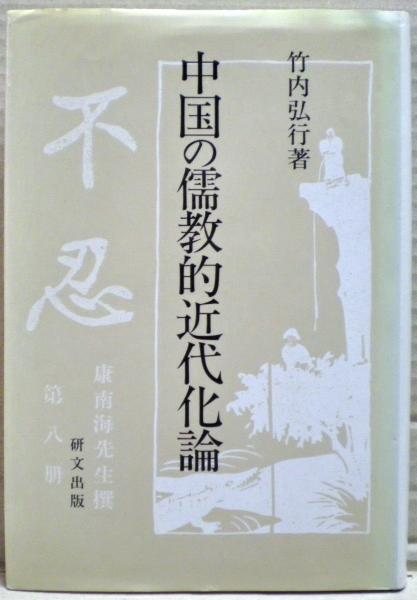 竹内弘行著
中国の儒教的近代化論
不忍
康南海先生撰
第八册
研文出版